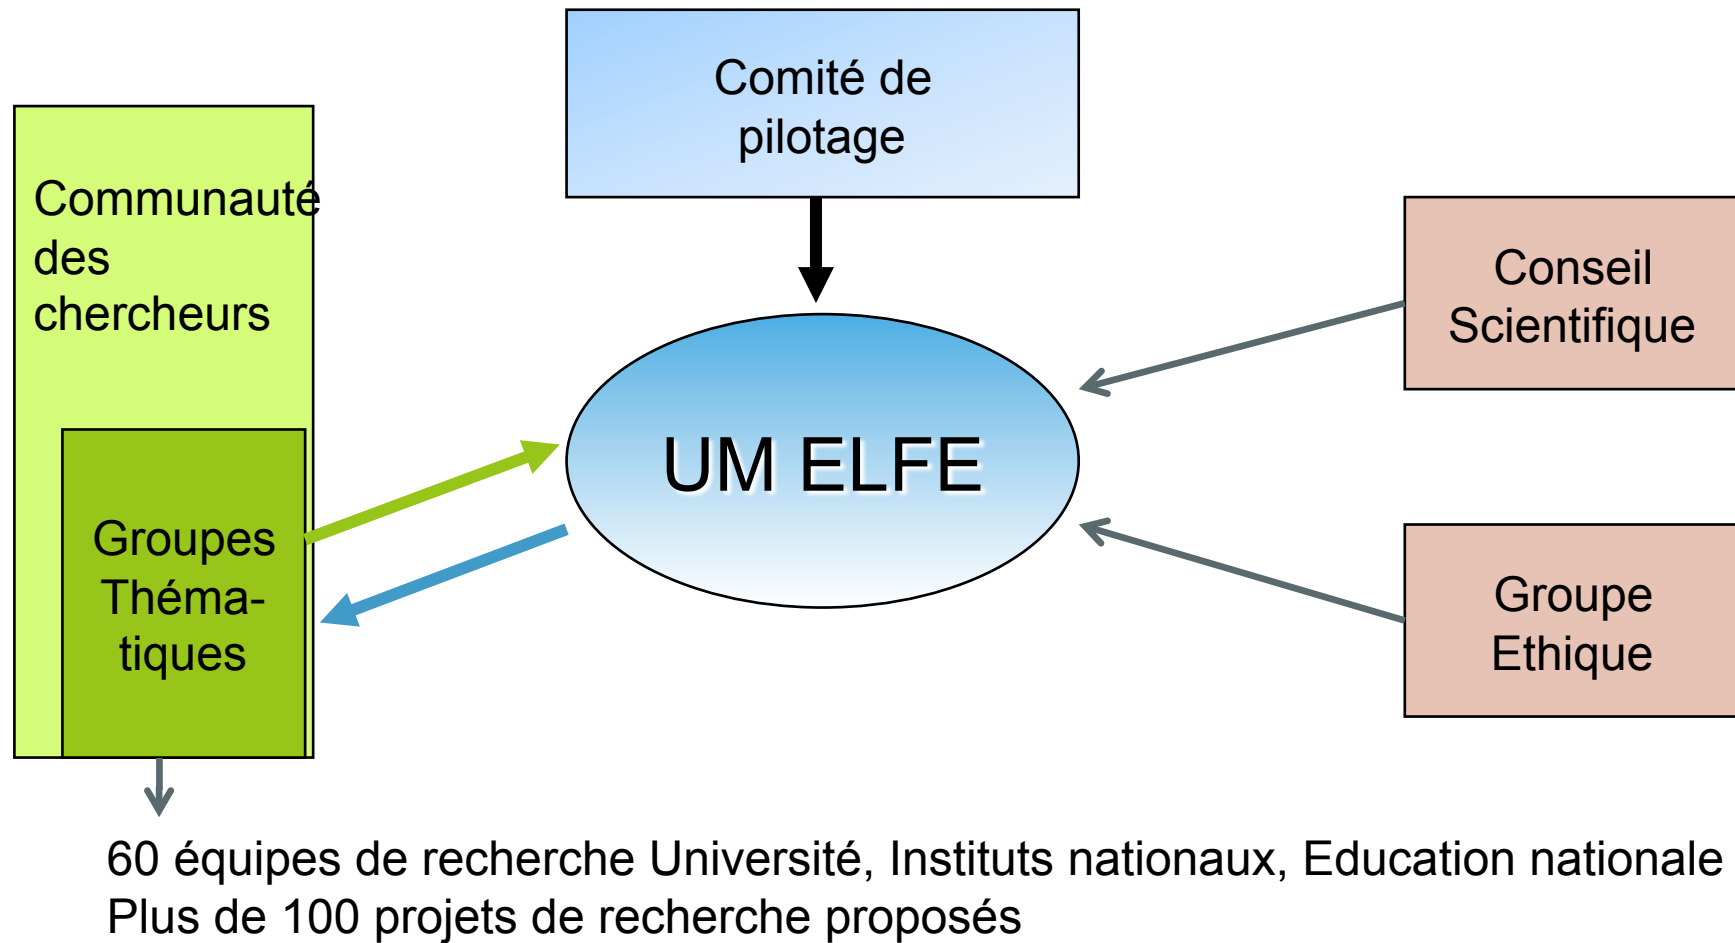 Comité de
pilotage
Communauté
des
chercheurs
Conseil
Scientifique
UM ELFE
Groupes
Théma-
tiques
Groupe
Ethique
60 équipes de recherche Université, Instituts nationaux, Education nationale
Plus de 100 projets de recherche proposés